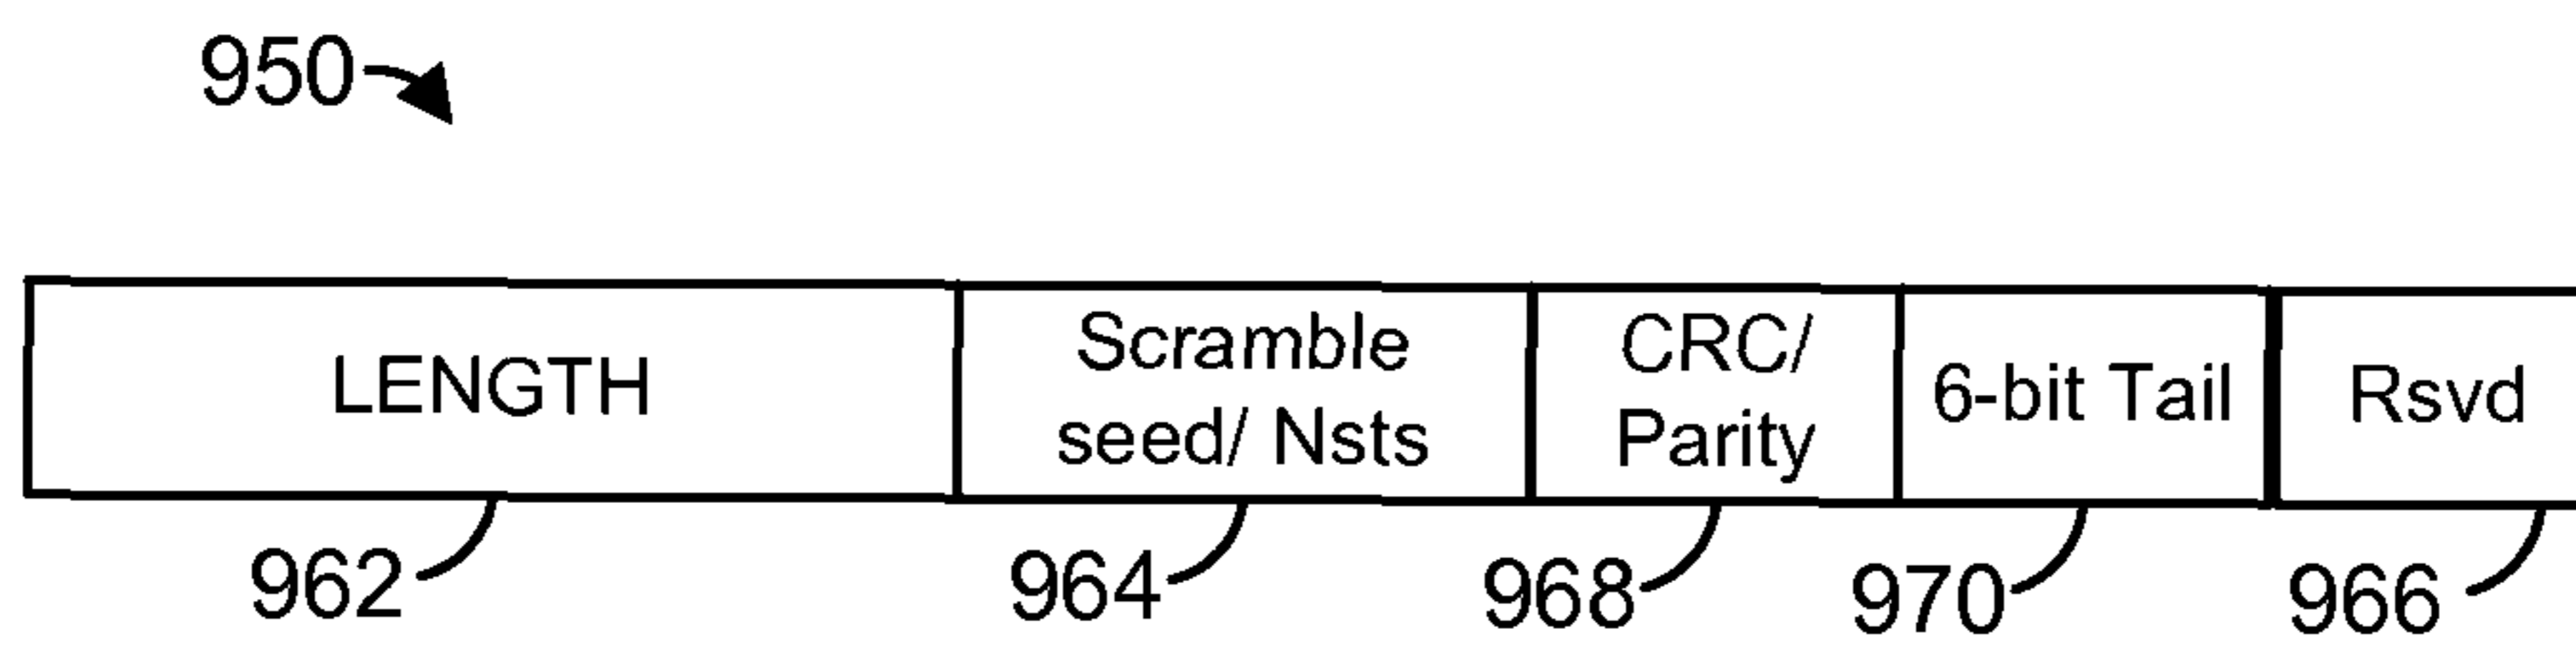 950
LENGTH
Scramble
seed/ Nsts
CRC/
Parity
6-bit Tail
Rsvd
962
964
968
970
966